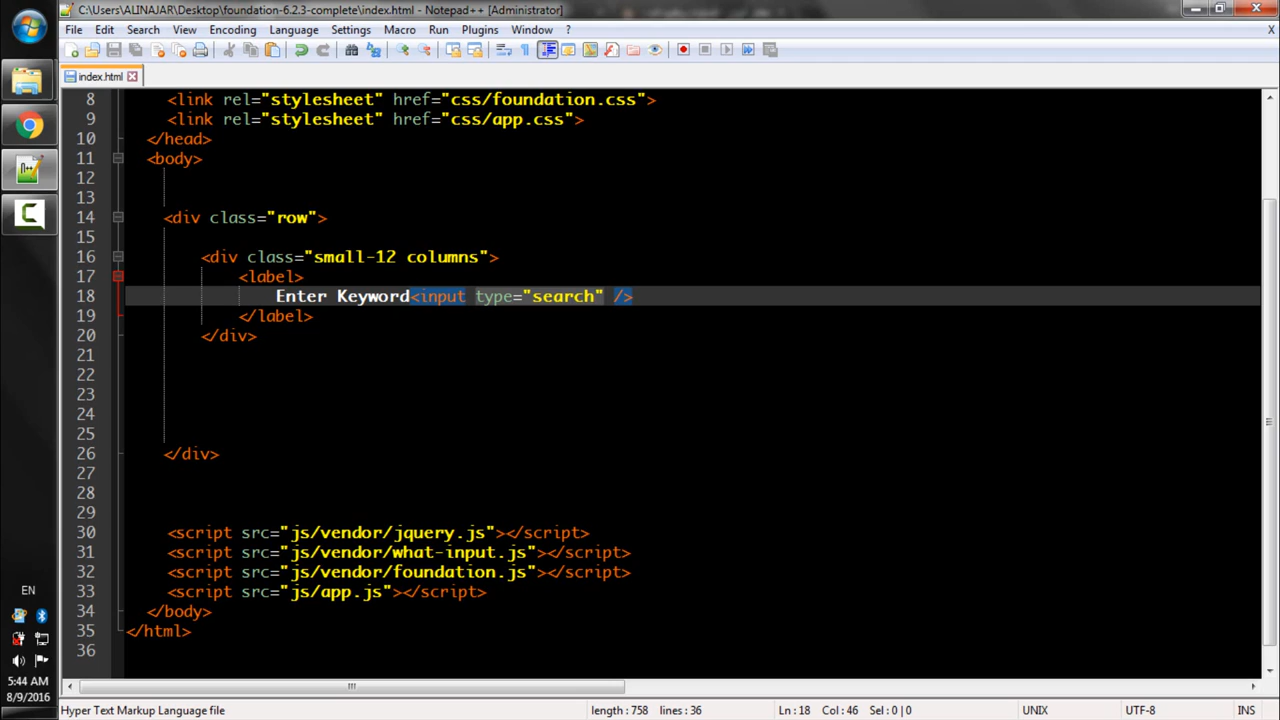 C:\Users\ALINAJAR\Desktop\foundation-6.2.3-complete\index.html - Notepad++ [Administrator]
File Edit Search View Encoding Language Settings Macro Run Plugins Window ? X
index.html
8 <link rel="stylesheet" href="css/foundation.css">
9 <link rel="stylesheet" href="css/app.css">
10 </head>
11 <body>
12
13
14 <div class="row">
15
16 <div class="small-12 columns">
17 <label>
18 Enter Keyword<input type="search" />
19 </label>
20 </div>
21
22
23
24
25
26 </div>
27
28
29
30 <script src="js/vendor/jquery.js"></script>
31 <script src="js/vendor/what-input.js"></script>
32 <script src="js/vendor/foundation.js"></script>
33 <script src="js/app.js"></script>
34 </body>
35 </html>
36
EN
5:44 AM
8/9/2016
Hyper Text Markup Language file length : 758 lines : 36 Ln : 18 Col : 46 Sel : 0 | 0 UNIX UTF-8 INS